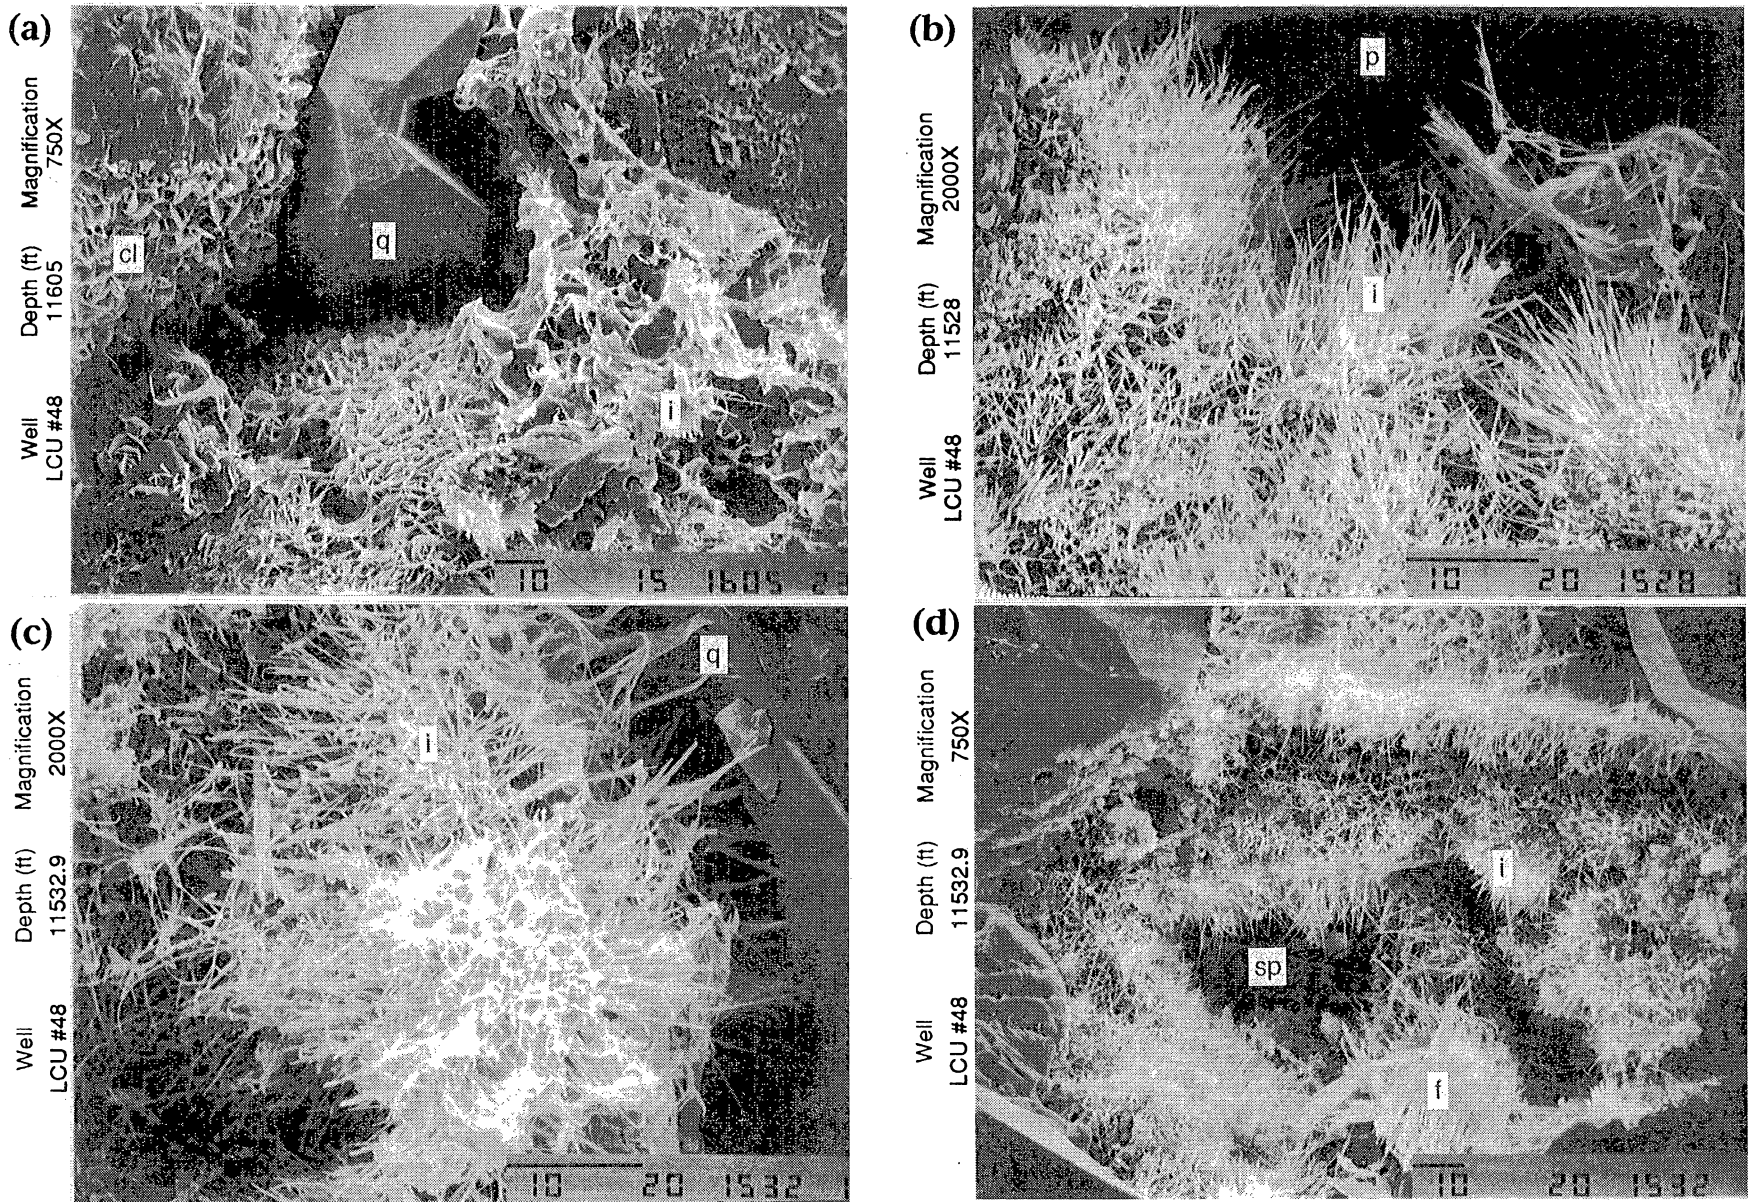 (a)
Well Depth (ft) Magnification
LCU #48 11605 750X
cl
q
i
10 15 1605
(b)
Well Depth (ft) Magnification
LCU #48 11528 2000X
p
i
10 20 1528
(c)
Well Depth (ft) Magnification
LCU #48 11532.9 2000X
q
i
10 20 1532
(d)
Well Depth (ft) Magnification
LCU #48 11532.9 750X
i
sp
f
10 20 1532